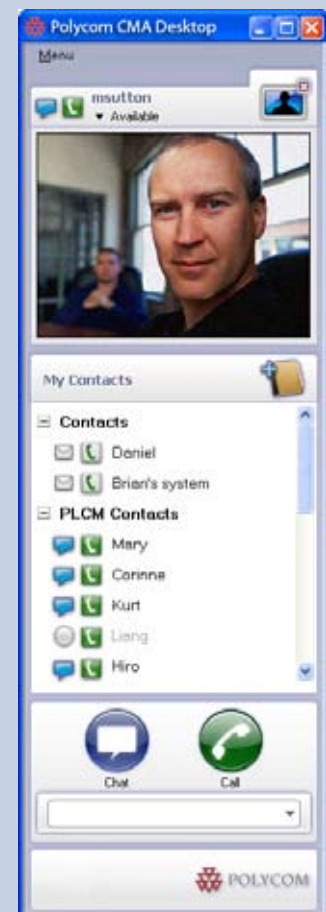 Polycom CMA Desktop
Menu
msutton
Available
My Contacts
Contacts
Daniel
Brian's system
PLCM Contacts
Mary
Corinne
Kurt
Liang
Hiro
Chat
Call
POLYCOM